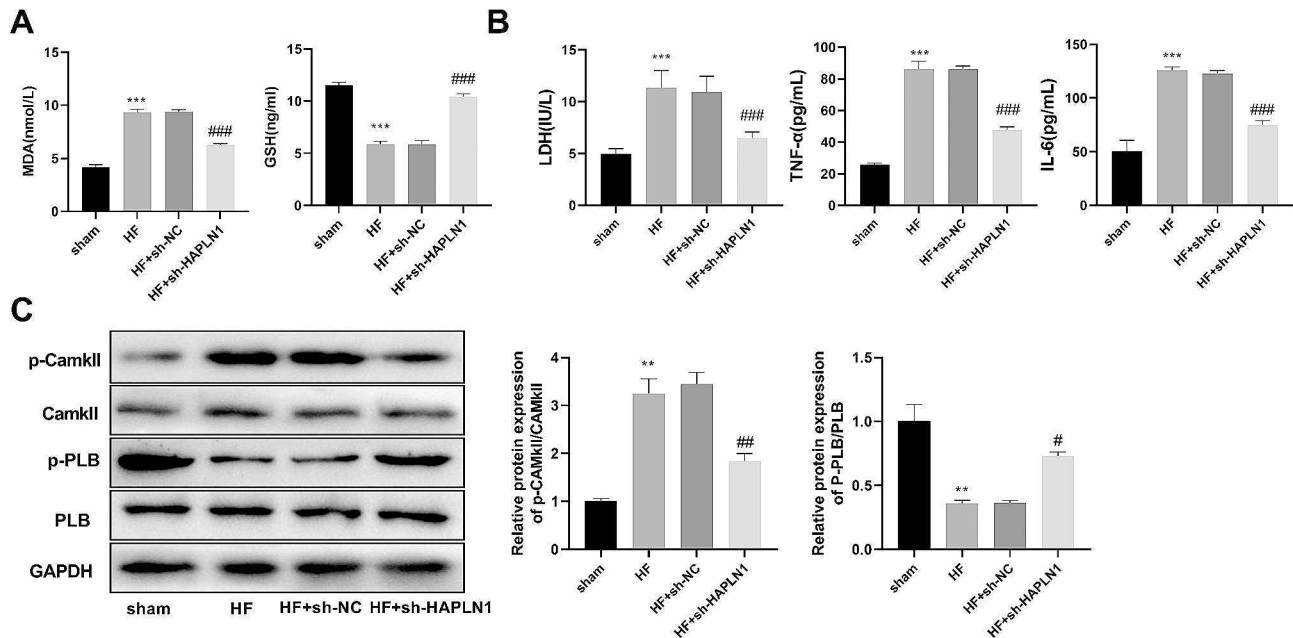 A
MDA(nmol/L)
15
10
5
0
***
###
sham
HF
HF+sh-NC
HF+sh-HAPLN1
GSH(ng/ml)
15
10
5
0
***
###
sham
HF
HF+sh-NC
HF+sh-HAPLN1
B
LDH(IU/L)
15
10
5
0
***
###
sham
HF
HF+sh-NC
HF+sh-HAPLN1
TNF-α(pg/mL)
100
80
60
40
20
0
***
###
sham
HF
HF+sh-NC
HF+sh-HAPLN1
IL-6(pg/mL)
150
100
50
0
***
###
sham
HF
HF+sh-NC
HF+sh-HAPLN1
C
p-CamkII
CamkII
p-PLB
PLB
GAPDH
sham HF HF+sh-NC HF+sh-HAPLN1
Relative protein expression
of p-CAMkII/CAMkII
4
3
2
1
0
**
##
sham
HF
HF+sh-NC
HF+sh-HAPLN1
Relative protein expression
of P-PLB/PLB
1.5
1.0
0.5
0.0
**
#
sham
HF
HF+sh-NC
HF+sh-HAPLN1